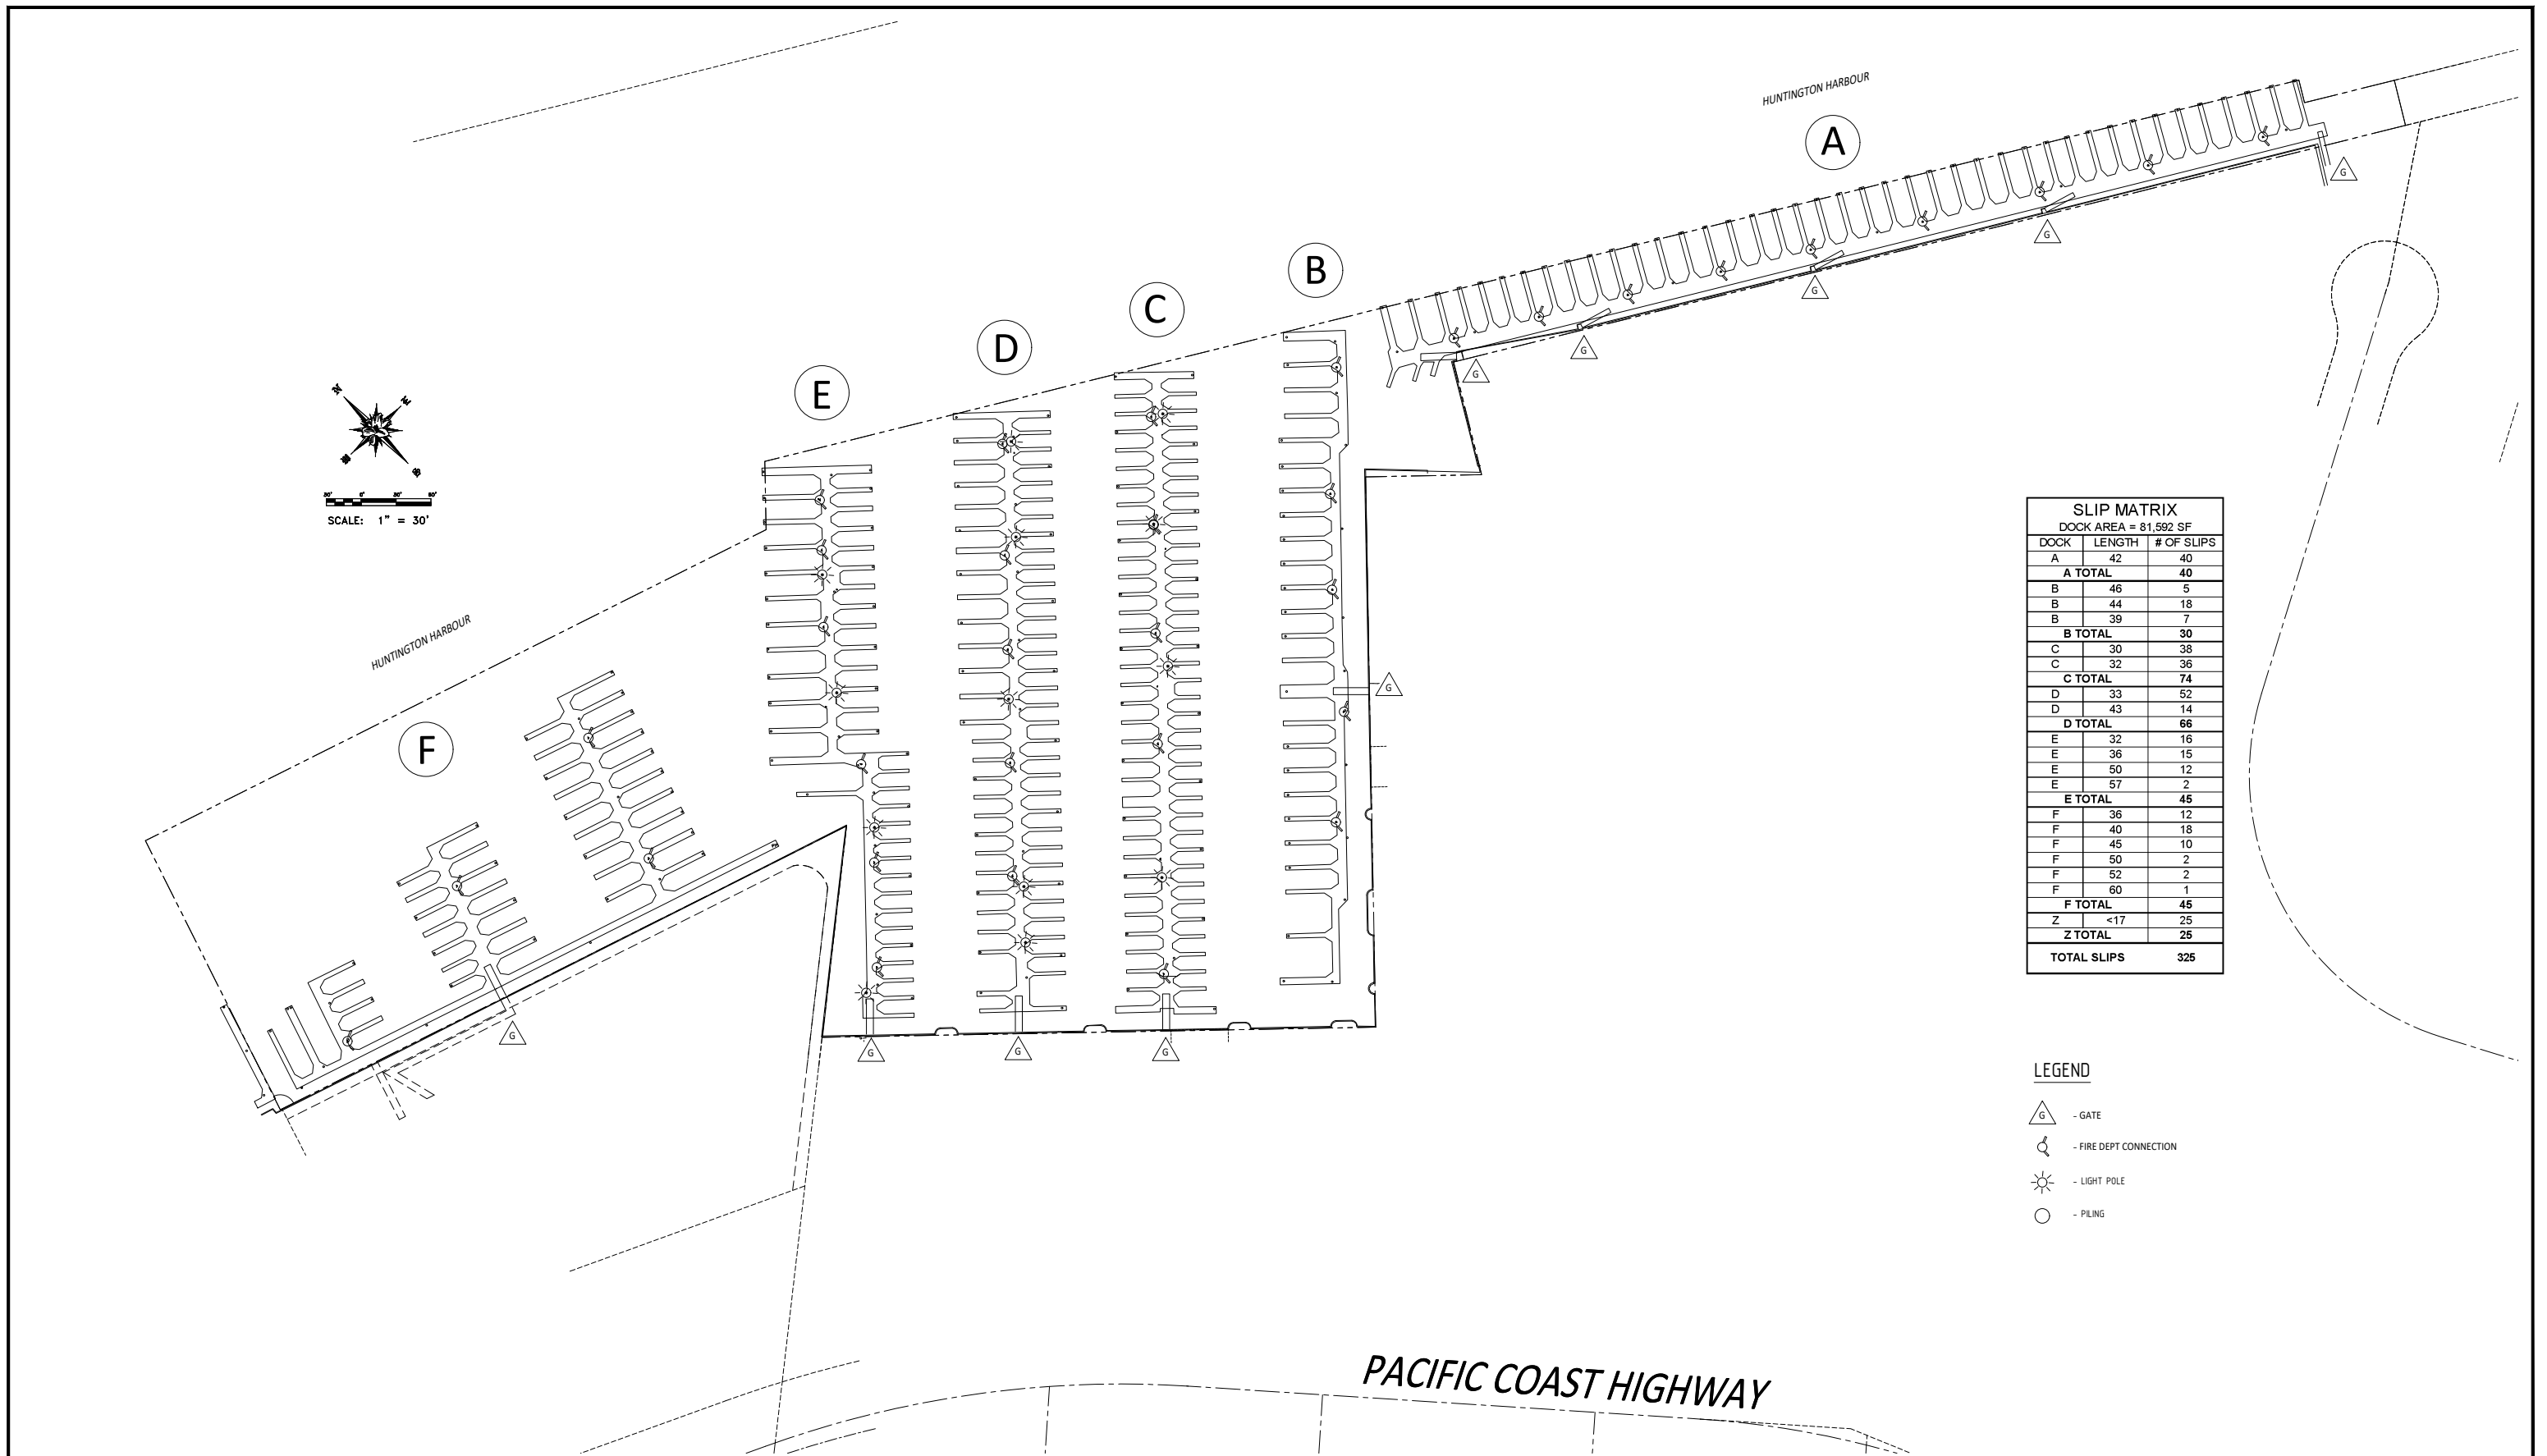 HUNTINGTON HARBOUR
A
G
G
G
G
G
B
C
D
E
N
E
S
30' 0' 30' 60'
SCALE: 1" = 30'
HUNTINGTON HARBOUR
F
G
G
G
G
G
SLIP MATRIX
DOCK AREA = 81,592 SF
DOCK LENGTH # OF SLIPS
A 42 40
A TOTAL 40
B 46 5
B 44 18
B 39 7
B TOTAL 30
C 30 38
C 32 36
C TOTAL 74
D 33 52
D 43 14
D TOTAL 66
E 32 16
E 36 15
E 50 12
E 57 2
E TOTAL 45
F 36 12
F 40 18
F 45 10
F 50 2
F 52 2
F 60 1
F TOTAL 45
Z <17 25
Z TOTAL 25
TOTAL SLIPS 325
LEGEND
G - GATE
- FIRE DEPT CONNECTION
- LIGHT POLE
- PILING
PACIFIC COAST HIGHWAY